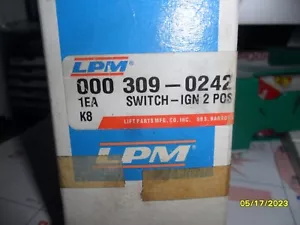 LPM
000 309-0242
1EA SWITCH-IGN 2 POS
K8
LIFT PARTS MFG. CO. INC.
LPM
05/17/2023